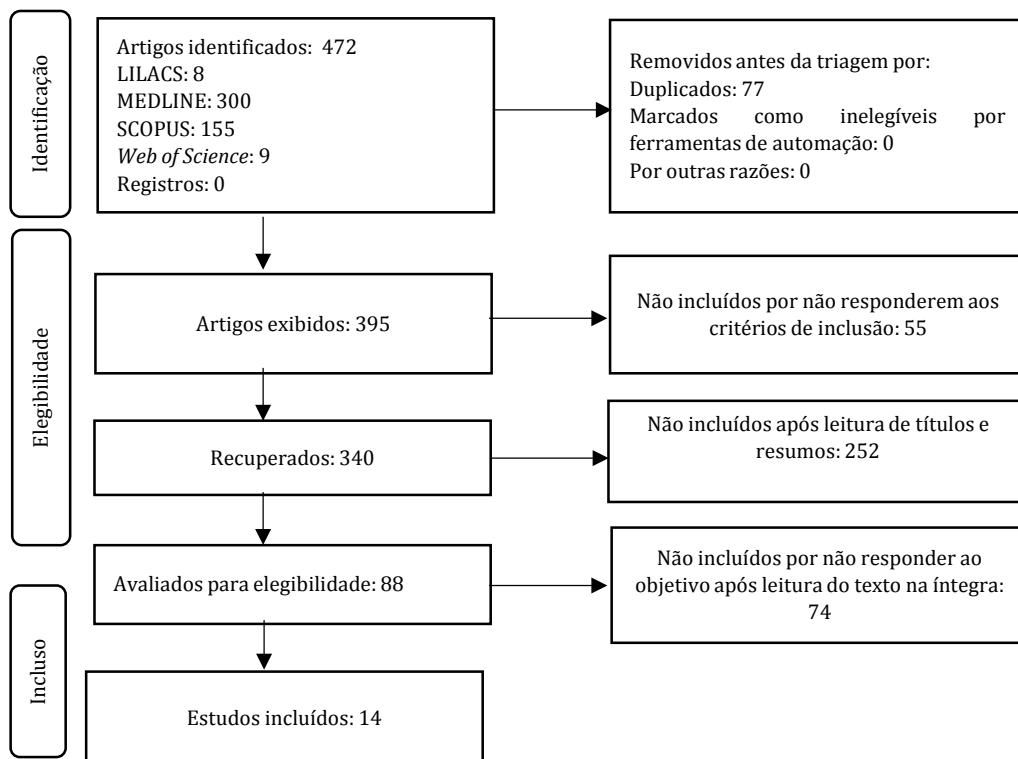 Identificação
Artigos identificados: 472
LILACS: 8
MEDLINE: 300
SCOPUS: 155
Web of Science: 9
Registros: 0
Removidos antes da triagem por:
Duplicados: 77
Marcados como inelegíveis por
ferramentas de automação: 0
Por outras razões: 0
Elegibilidade
Artigos exibidos: 395
Não incluídos por não responderem aos
critérios de inclusão: 55
Recuperados: 340
Não incluídos após leitura de títulos e
resumos: 252
Avaliados para elegibilidade: 88
Não incluídos por não responder ao
objetivo após leitura do texto na íntegra:
74
Incluso
Estudos incluídos: 14